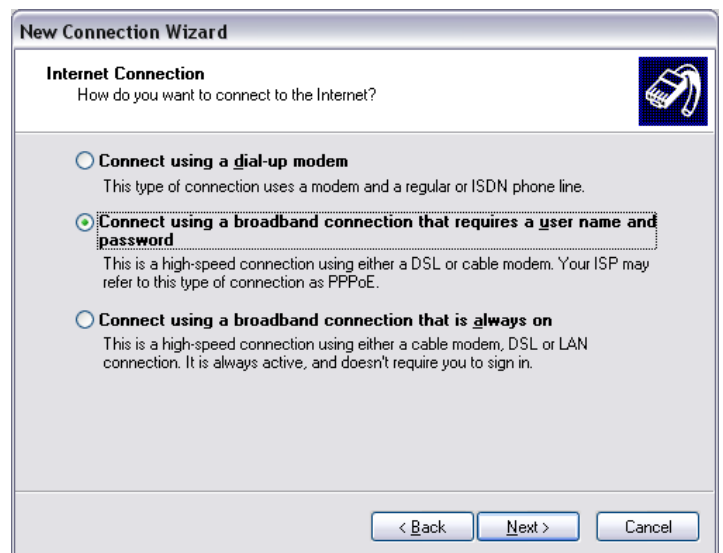 New Connection Wizard
Internet Connection
How do you want to connect to the Internet?
Connect using a dial-up modem
This type of connection uses a modem and a regular or ISDN phone line.
Connect using a broadband connection that requires a user name and
password
This is a high-speed connection using either a DSL or cable modem. Your ISP may
refer to this type of connection as PPPoE.
Connect using a broadband connection that is always on
This is a high-speed connection using either a cable modem, DSL or LAN
connection. It is always active, and doesn't require you to sign in.
< Back Next > Cancel